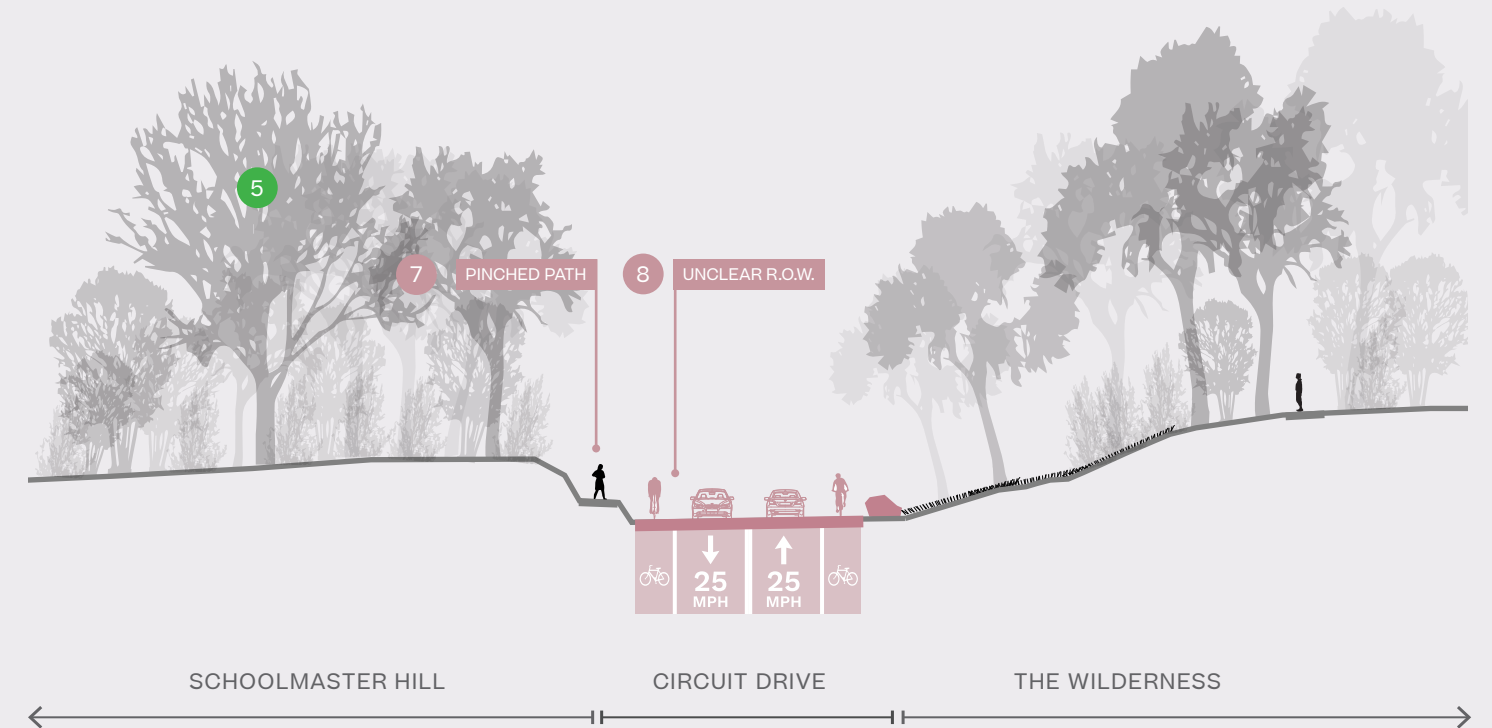 5
7 PINCHED PATH
8 UNCLEAR R.O.W.
25 MPH
25 MPH
SCHOOLMASTER HILL
CIRCUIT DRIVE
THE WILDERNESS